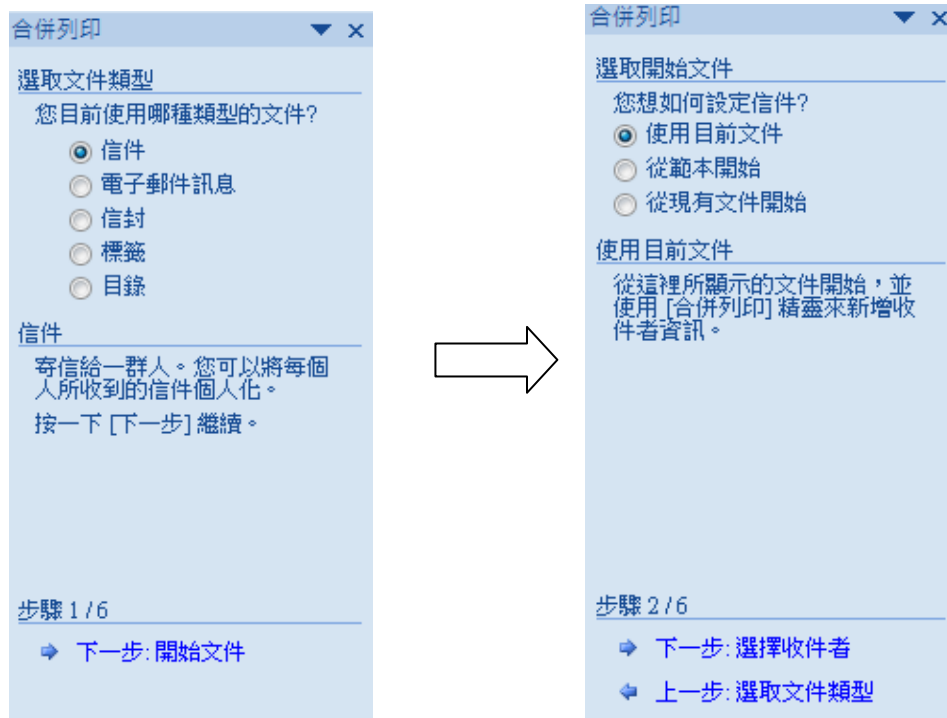 合併列印
選取文件類型
您目前使用哪種類型的文件?
信件
電子郵件訊息
信封
標籤
目錄
信件
寄信給一群人。您可以將每個
人所收到的信件個人化。
按一下 [下一步] 繼續。
步驟 1 / 6
下一步: 開始文件
合併列印
選取開始文件
您想如何設定信件?
使用目前文件
從範本開始
從現有文件開始
使用目前文件
從這裡所顯示的文件開始，並
使用 [合併列印] 精靈來新增收
件者資訊。
步驟 2 / 6
下一步: 選擇收件者
上一步: 選取文件類型